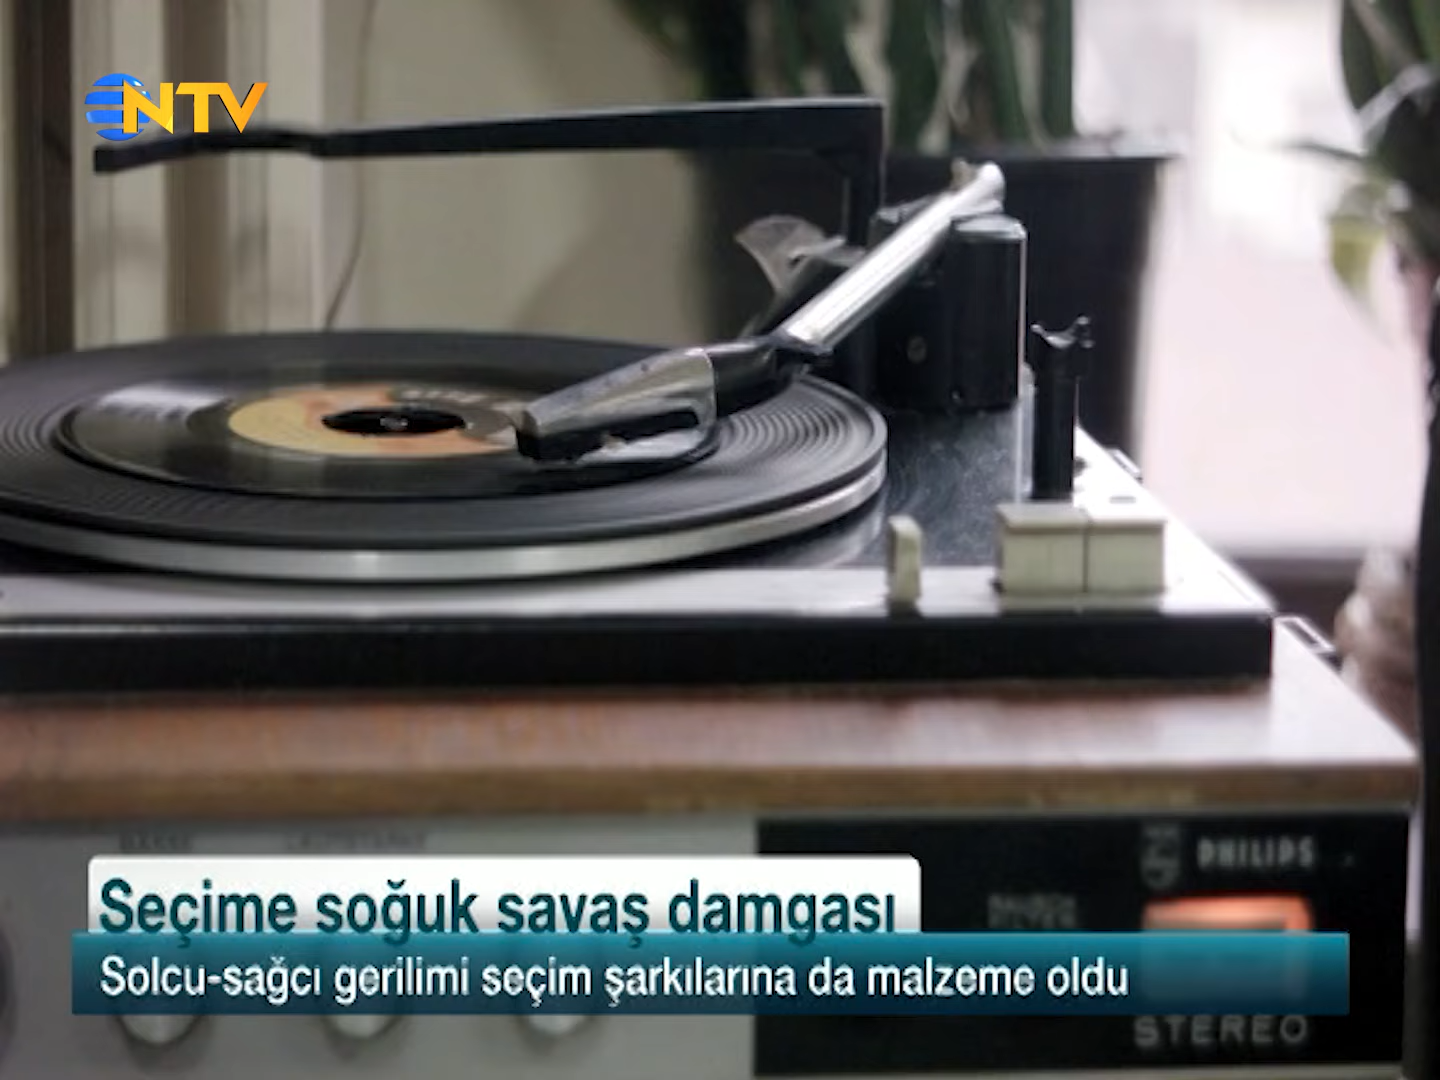 NTV
PHILIPS
Seçime soğuk savaş damgası
Solcu-sağcı gerilimi seçim şarkılarına da malzeme oldu
STEREO